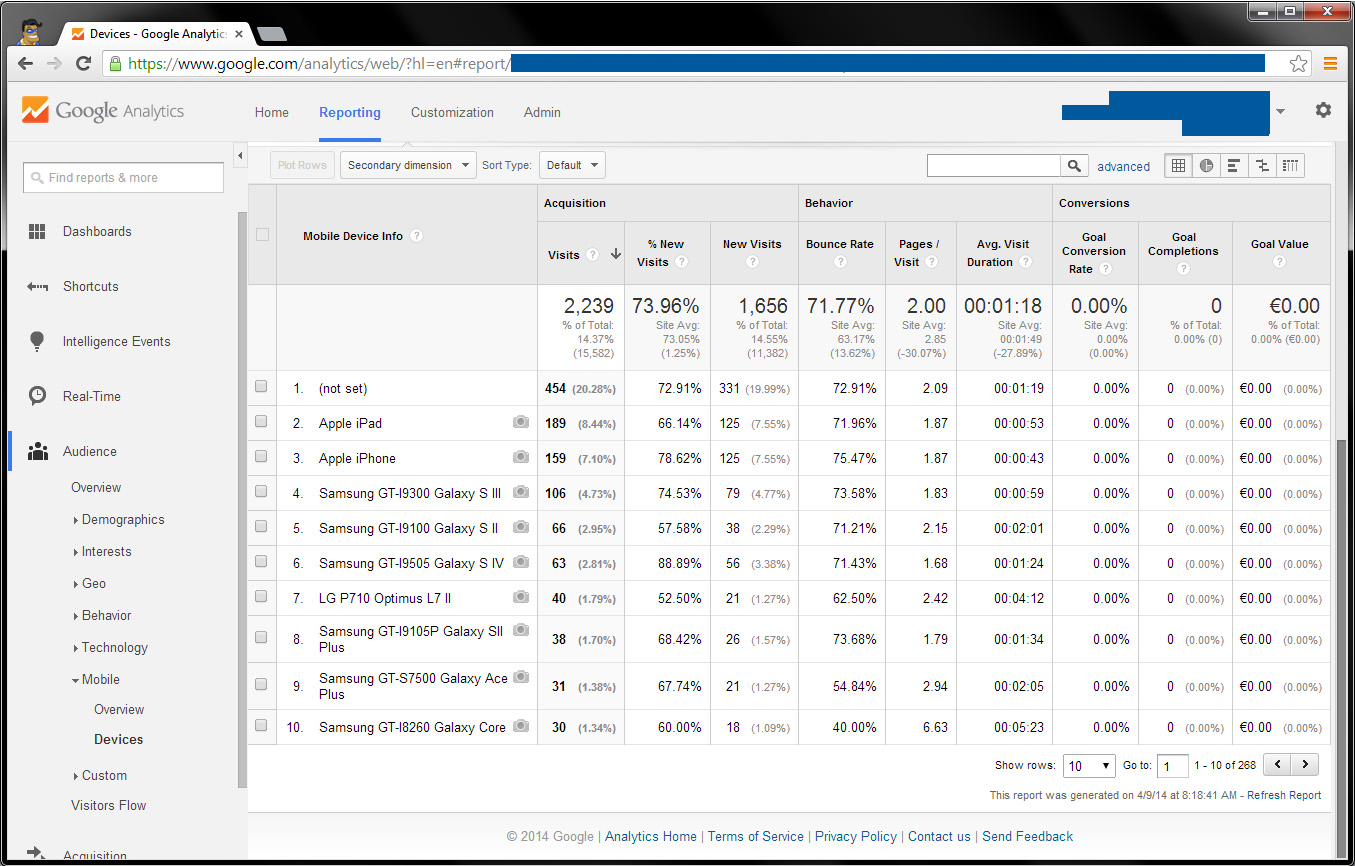 Devices - Google Analytic
https://www.google.com/analytics/web/?hl=en#report/
Google Analytics
Home Reporting Customization Admin
Find reports & more
Dashboards
Shortcuts
Intelligence Events
Real-Time
Audience
Overview
Demographics
Interests
Geo
Behavior
Technology
Mobile
Overview
Devices
Custom
Visitors Flow
Acquisition
Plot Rows Secondary dimension Sort Type: Default advanced
Acquisition Behavior Conversions
Mobile Device Info ?
Visits ?
% New
Visits ?
New Visits
?
Bounce Rate
?
Pages /
Visit ?
Avg. Visit
Duration ?
Goal
Conversion
Rate ?
Goal
Completions
?
Goal Value
?
2,239 73.96% 1,656 71.77% 2.00 00:01:18 0.00% 0 €0.00
% of Total: Site Avg: % of Total: Site Avg: Site Avg: Site Avg: Site Avg: % of Total: % of Total:
14.37% 73.05% 14.55% 63.17% 2.85 00:01:49 0.00% 0.00% (0) 0.00% (€0.00)
(15,582) (1.25%) (11,382) (13.62%) (-30.07%) (-27.89%) (0.00%)
1. (not set) 454 (20.28%) 72.91% 331 (19.99%) 72.91% 2.09 00:01:19 0.00% 0 (0.00%) €0.00 (0.00%)
2. Apple iPad 189 (8.44%) 66.14% 125 (7.55%) 71.96% 1.87 00:00:53 0.00% 0 (0.00%) €0.00 (0.00%)
3. Apple iPhone 159 (7.10%) 78.62% 125 (7.55%) 75.47% 1.87 00:00:43 0.00% 0 (0.00%) €0.00 (0.00%)
4. Samsung GT-I9300 Galaxy S III 106 (4.73%) 74.53% 79 (4.77%) 73.58% 1.83 00:00:59 0.00% 0 (0.00%) €0.00 (0.00%)
5. Samsung GT-I9100 Galaxy S II 66 (2.95%) 57.58% 38 (2.29%) 71.21% 2.15 00:02:01 0.00% 0 (0.00%) €0.00 (0.00%)
6. Samsung GT-I9505 Galaxy S IV 63 (2.81%) 88.89% 56 (3.38%) 71.43% 1.68 00:01:24 0.00% 0 (0.00%) €0.00 (0.00%)
7. LG P710 Optimus L7 II 40 (1.79%) 52.50% 21 (1.27%) 62.50% 2.42 00:04:12 0.00% 0 (0.00%) €0.00 (0.00%)
8. Samsung GT-I9105P Galaxy SII
Plus 38 (1.70%) 68.42% 26 (1.57%) 73.68% 1.79 00:01:34 0.00% 0 (0.00%) €0.00 (0.00%)
9. Samsung GT-S7500 Galaxy Ace
Plus 31 (1.38%) 67.74% 21 (1.27%) 54.84% 2.94 00:02:05 0.00% 0 (0.00%) €0.00 (0.00%)
10. Samsung GT-I8260 Galaxy Core 30 (1.34%) 60.00% 18 (1.09%) 40.00% 6.63 00:05:23 0.00% 0 (0.00%) €0.00 (0.00%)
Show rows: 10 Go to: 1 1 - 10 of 268
This report was generated on 4/9/14 at 8:18:41 AM - Refresh Report
© 2014 Google | Analytics Home | Terms of Service | Privacy Policy | Contact us | Send Feedback